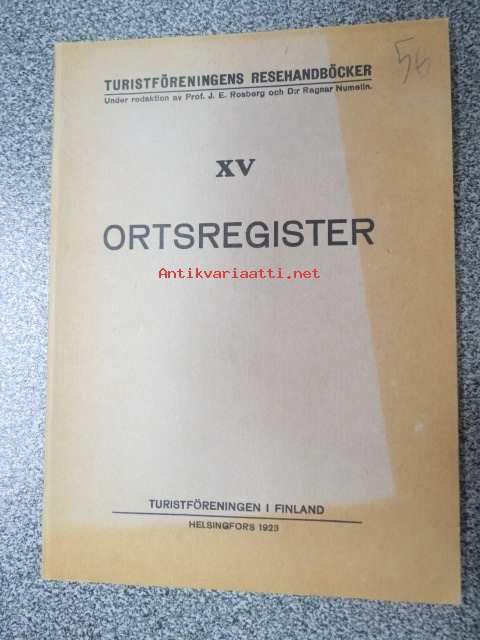 56
TURISTFÖRENINGENS RESEHANDBÖCKER
Under redaktion av Prof. J. E. Rosberg och D:r Ragnar Numelin.
XV
ORTSREGISTER
Antikvariaatti.net
TURISTFÖRENINGEN I FINLAND
HELSINGFORS 1923